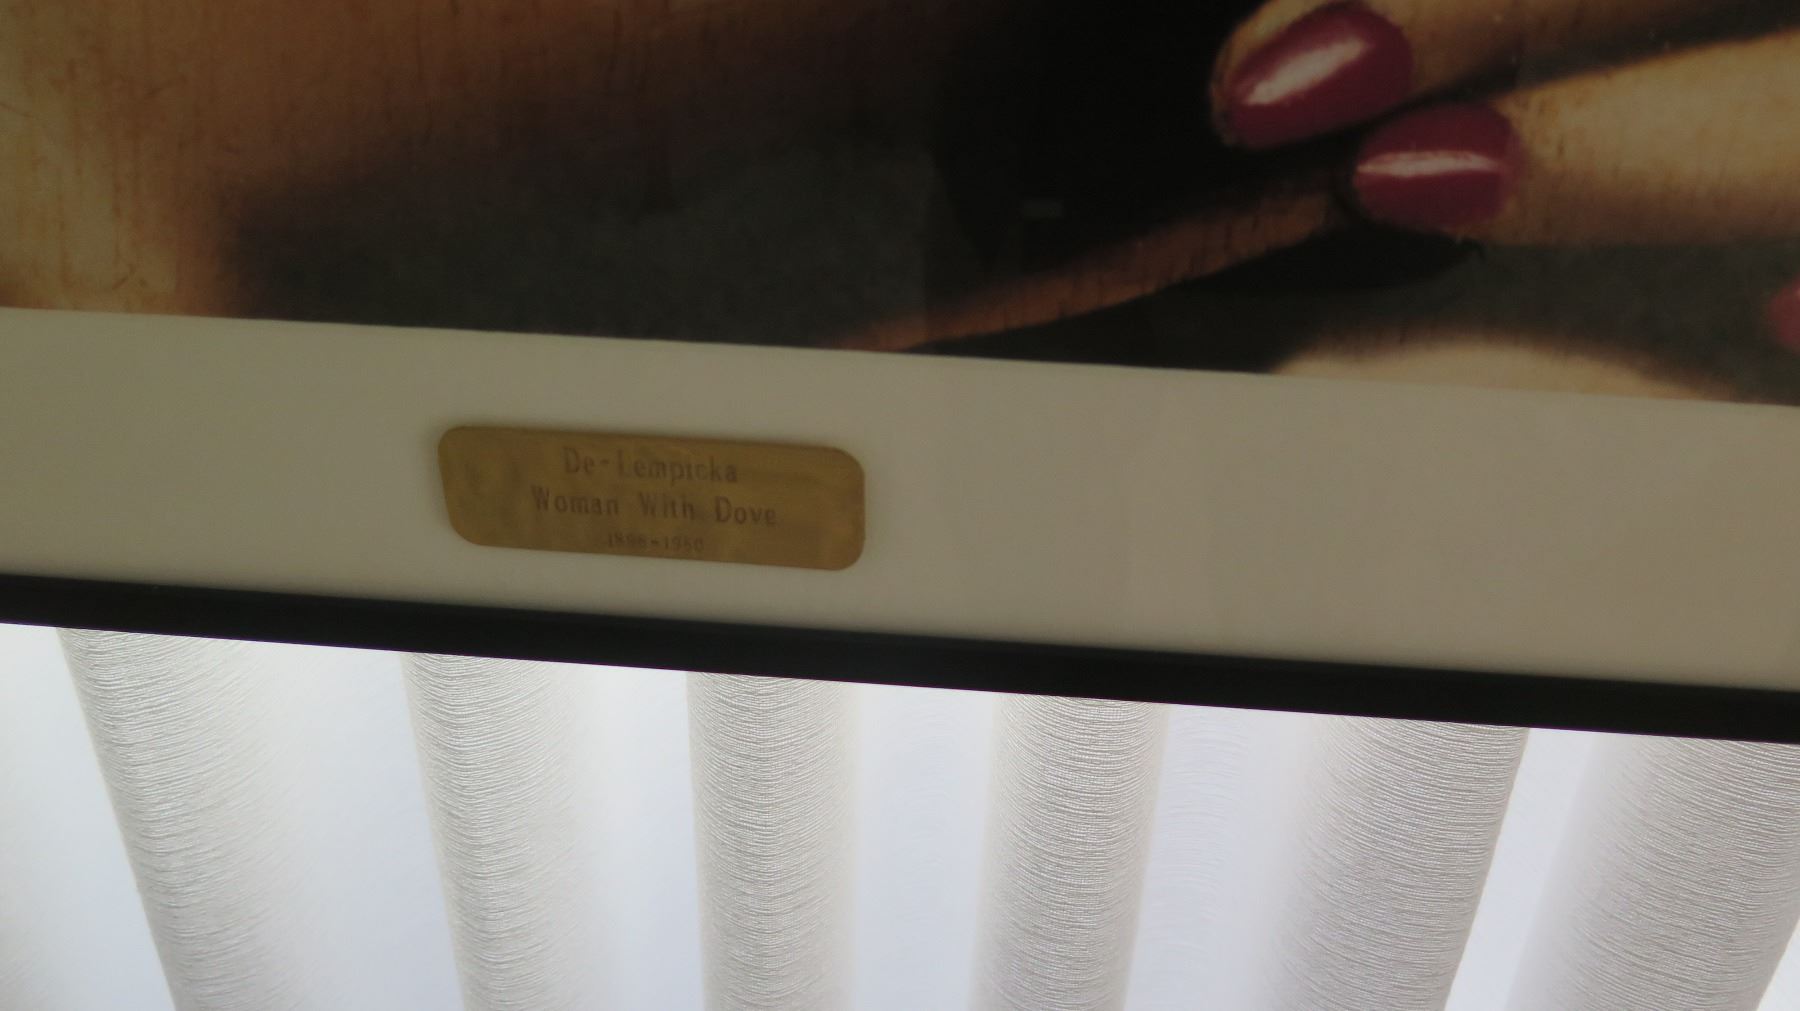 De-Lempicka
Woman With Dove
1898-1980